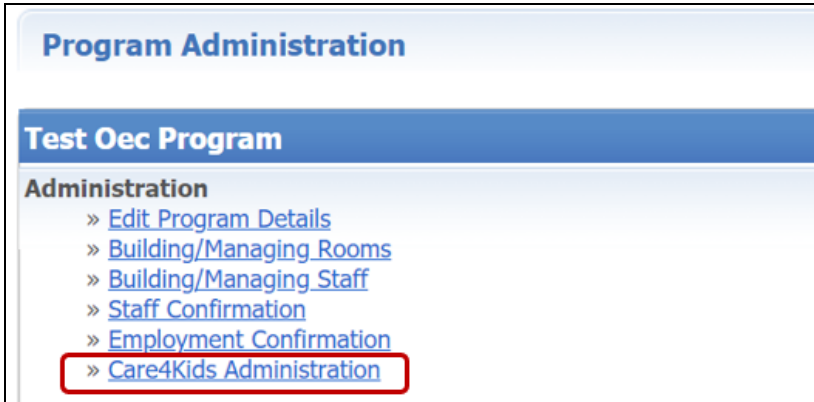 Program Administration
Test Oec Program
Administration
» Edit Program Details
» Building/Managing Rooms
» Building/Managing Staff
» Staff Confirmation
» Employment Confirmation
» Care4Kids Administration